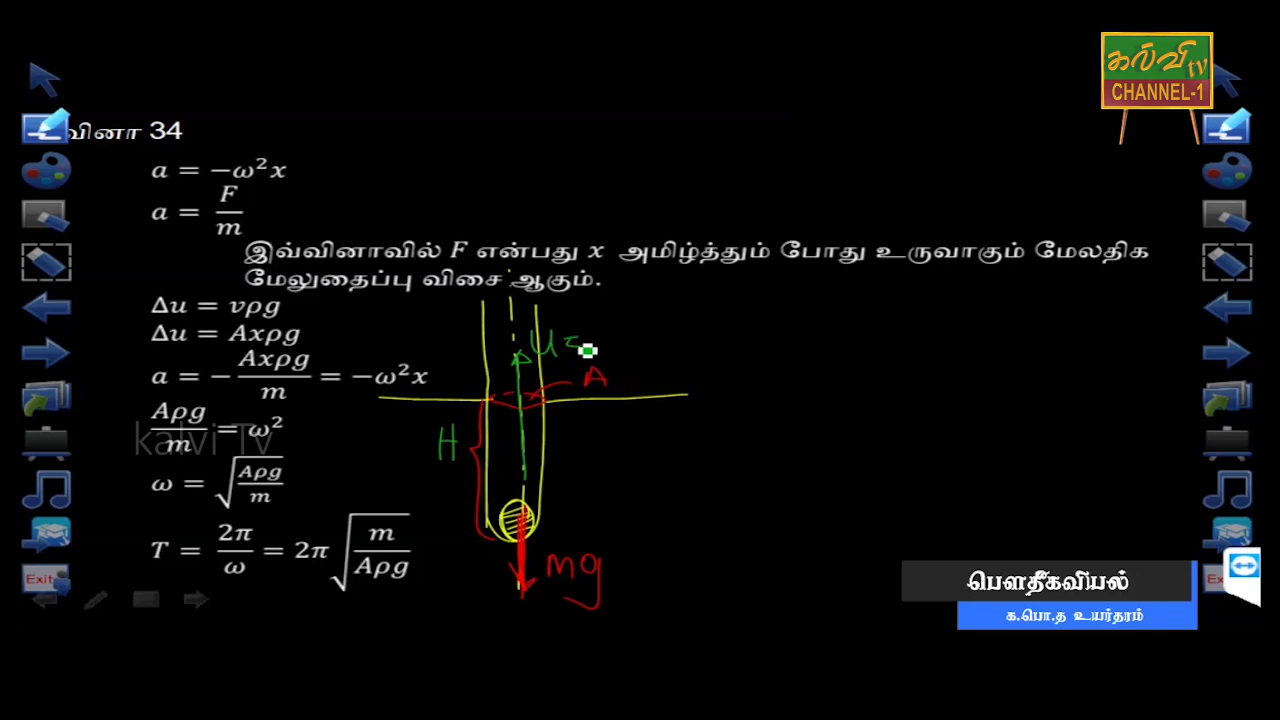 கல்வி tv
CHANNEL-1
வினா 34
a = −ω²x
a = F/m
இவ்வினாவில் F என்பது x அமிழ்த்தும் போது உருவாகும் மேலதிக
மேலுதைப்பு விசை ஆகும்.
Δu = vρg
Δu = Axρg
a = − Axρg/m = −ω²x
Aρg/m = ω²
kalvi Tv
ω = √(Aρg/m)
T = 2π/ω = 2π √(m/Aρg)
U =
A
H
mg
Exit
பௌதீகவியல்
க.பொ.த உயர்தரம்